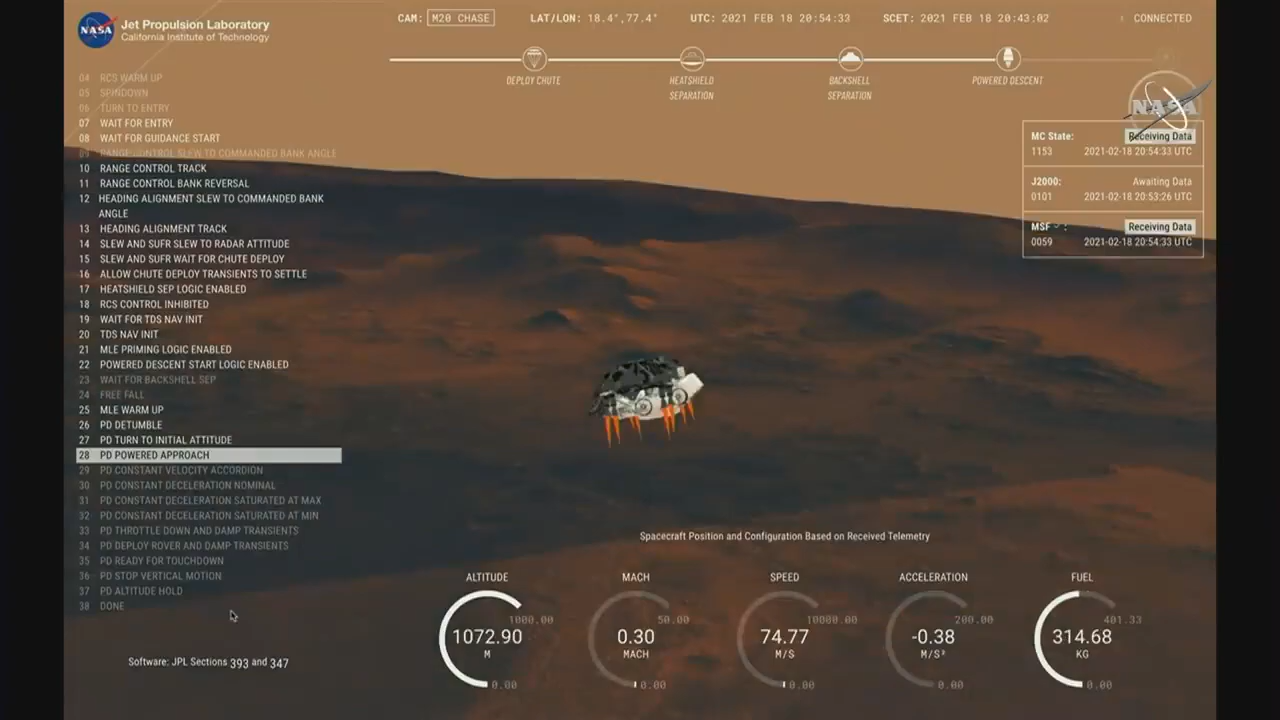 NASA
Jet Propulsion Laboratory
California Institute of Technology
CAM: M20 CHASE LAT/LON: 18.4°,77.4° UTC: 2021 FEB 18 20:54:33 SCET: 2021 FEB 18 20:43:02 CONNECTED
DEPLOY CHUTE
HEATSHIELD
SEPARATION
BACKSHELL
SEPARATION
POWERED DESCENT
NASA
04 RCS WARM UP
05 SPINDOWN
06 TURN TO ENTRY
07 WAIT FOR ENTRY
08 WAIT FOR GUIDANCE START
09 RANGE CONTROL SLEW TO COMMANDED BANK ANGLE
10 RANGE CONTROL TRACK
11 RANGE CONTROL BANK REVERSAL
12 HEADING ALIGNMENT SLEW TO COMMANDED BANK
ANGLE
13 HEADING ALIGNMENT TRACK
14 SLEW AND SUFR SLEW TO RADAR ATTITUDE
15 SLEW AND SUFR WAIT FOR CHUTE DEPLOY
16 ALLOW CHUTE DEPLOY TRANSIENTS TO SETTLE
17 HEATSHIELD SEP LOGIC ENABLED
18 RCS CONTROL INHIBITED
19 WAIT FOR TDS NAV INIT
20 TDS NAV INIT
21 MLE PRIMING LOGIC ENABLED
22 POWERED DESCENT START LOGIC ENABLED
23 WAIT FOR BACKSHELL SEP
24 FREE FALL
25 MLE WARM UP
26 PD DETUMBLE
27 PD TURN TO INITIAL ATTITUDE
28 PD POWERED APPROACH
29 PD CONSTANT VELOCITY ACCORDION
30 PD CONSTANT DECELERATION NOMINAL
31 PD CONSTANT DECELERATION SATURATED AT MAX
32 PD CONSTANT DECELERATION SATURATED AT MIN
33 PD THROTTLE DOWN AND DAMP TRANSIENTS
34 PD DEPLOY ROVER AND DAMP TRANSIENTS
35 PD READY FOR TOUCHDOWN
36 PD STOP VERTICAL MOTION
37 PD ALTITUDE HOLD
38 DONE
Software: JPL Sections 393 and 347
MC State: Receiving Data
1153 2021-02-18 20:54:33 UTC
J2000: Awaiting Data
0101 2021-02-18 20:53:26 UTC
MSF : Receiving Data
0059 2021-02-18 20:54:33 UTC
Spacecraft Position and Configuration Based on Received Telemetry
ALTITUDE MACH SPEED ACCELERATION FUEL
1000.00 50.00 10000.00 200.00 401.33
1072.90 0.30 74.77 -0.38 314.68
M MACH M/S M/S² KG
0.00 0.00 0.00 0.00 0.00